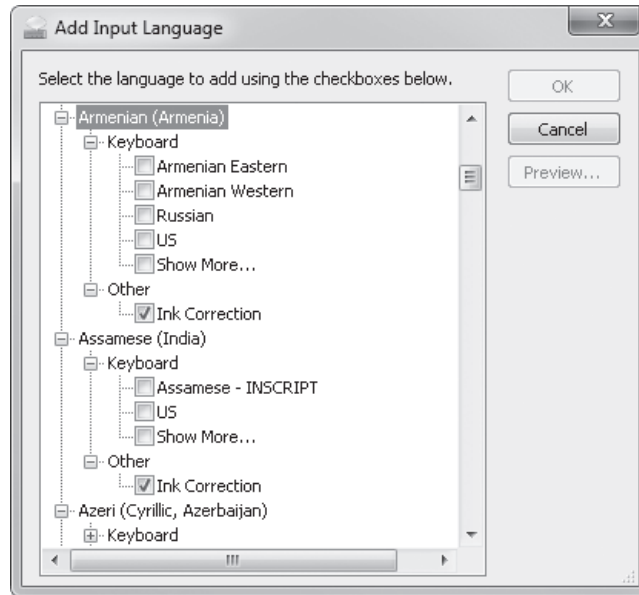 Add Input Language
Select the language to add using the checkboxes below.
OK
Cancel
Preview...
Armenian (Armenia)
Keyboard
Armenian Eastern
Armenian Western
Russian
US
Show More...
Other
Ink Correction
Assamese (India)
Keyboard
Assamese - INSCRIPT
US
Show More...
Other
Ink Correction
Azeri (Cyrillic, Azerbaijan)
Keyboard